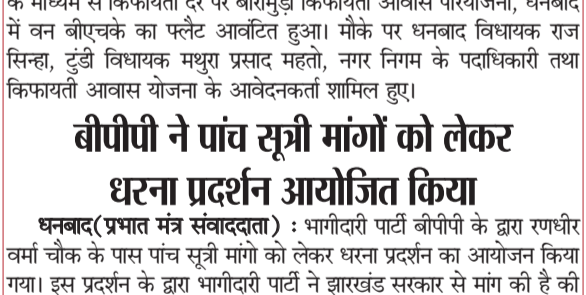 के माध्यम से किफायती दर पर बारामुड़ी किफायती आवास परियोजना, धनबाद
में वन बीएचके का फ्लैट आवंटित हुआ। मौके पर धनबाद विधायक राज
सिन्हा, टुंडी विधायक मथुरा प्रसाद महतो, नगर निगम के पदाधिकारी तथा
किफायती आवास योजना के आवेदनकर्ता शामिल हुए।
बीपीपी ने पांच सूत्री मांगों को लेकर
धरना प्रदर्शन आयोजित किया
धनबाद(प्रभात मंत्र संवाददाता) : भागीदारी पार्टी बीपीपी के द्वारा रणधीर
वर्मा चौक के पास पांच सूत्री मांगो को लेकर धरना प्रदर्शन का आयोजन किया
गया। इस प्रदर्शन के द्वारा भागीदारी पार्टी ने झारखंड सरकार से मांग की है की